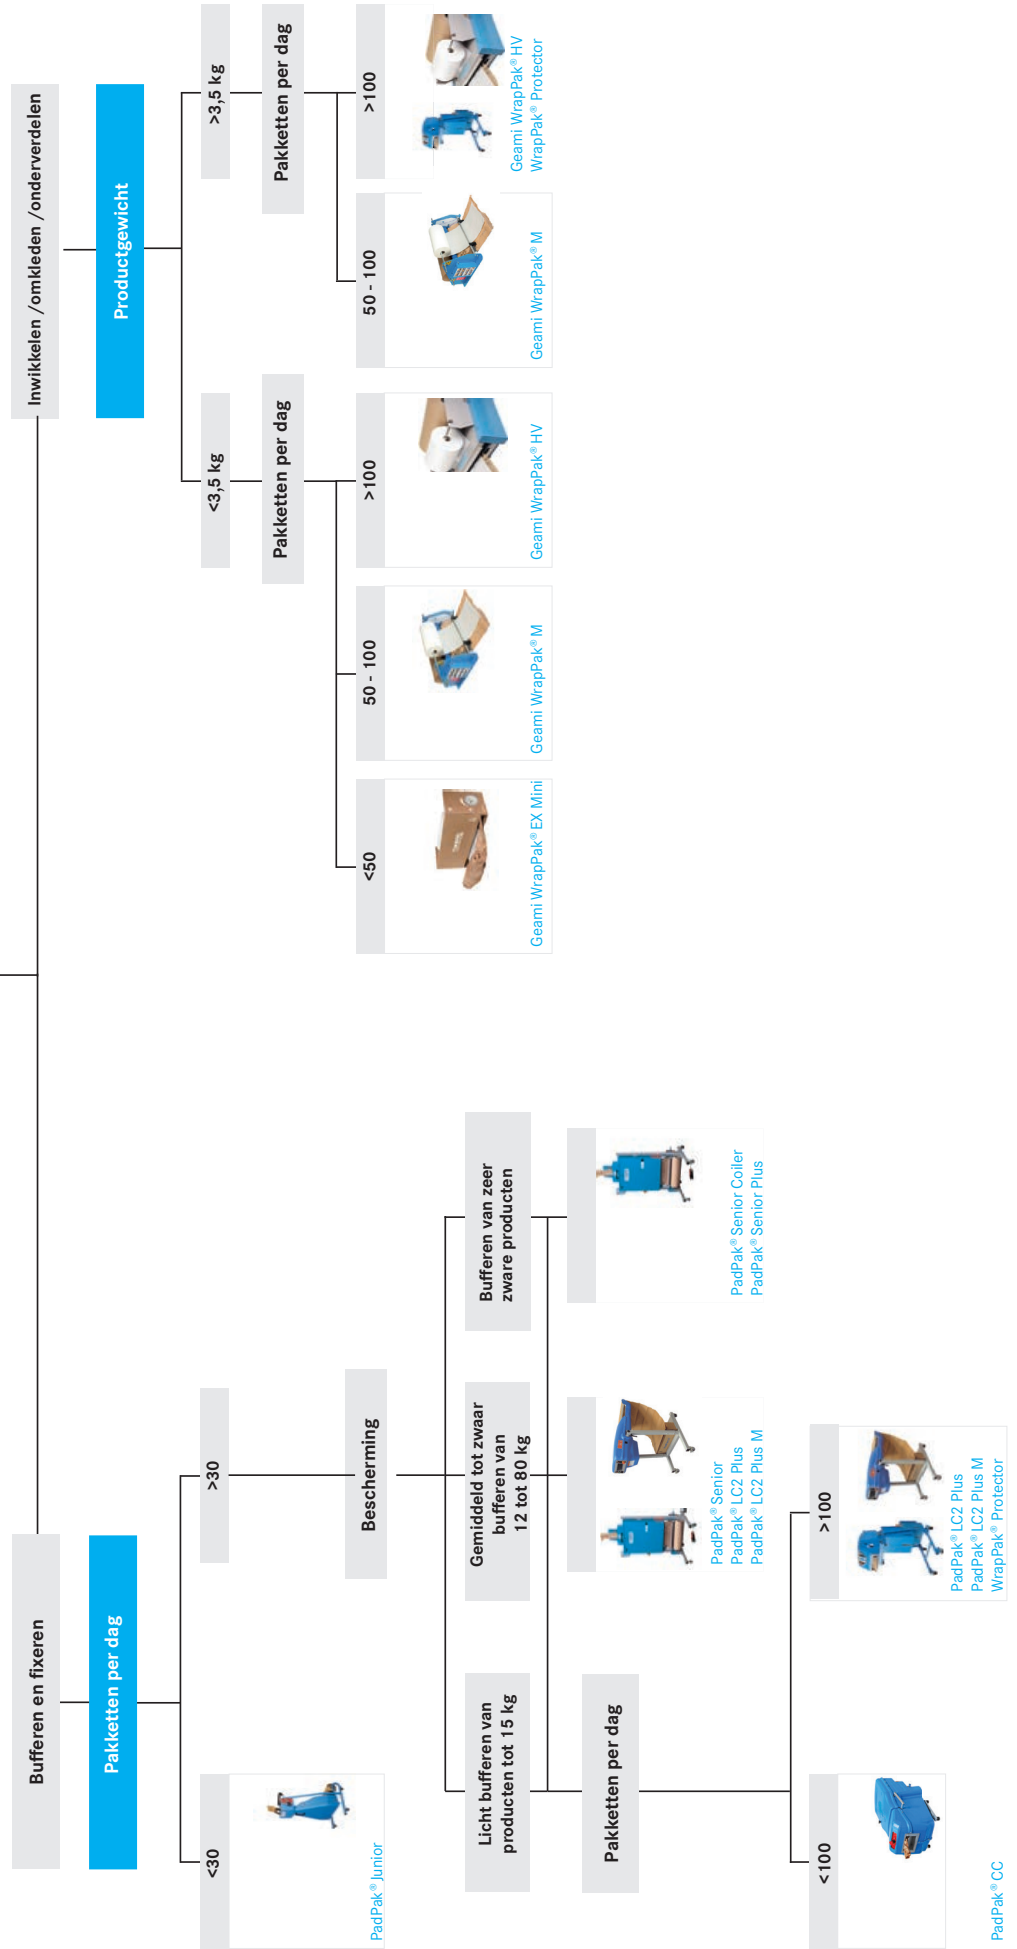 Bufferen en fixeren
Pakketten per dag
<30
PadPak® Junior
>30
Bescherming
Licht bufferen van
producten tot 15 kg
Pakketten per dag
<100
PadPak® CC
>100
PadPak® LC2 Plus
PadPak® LC2 Plus M
WrapPak® Protector
Gemiddeld tot zwaar
bufferen van
12 tot 80 kg
PadPak® Senior
PadPak® LC2 Plus
PadPak® LC2 Plus M
Bufferen van zeer
zware producten
PadPak® Senior Coiler
PadPak® Senior Plus
Inwikkelen /omkleden /onderverdelen
Productgewicht
<3,5 kg
Pakketten per dag
<50
Geami WrapPak® EX Mini
50 - 100
Geami WrapPak® M
>100
Geami WrapPak® HV
>3,5 kg
Pakketten per dag
50 - 100
Geami WrapPak® M
>100
Geami WrapPak® HV
WrapPak® Protector